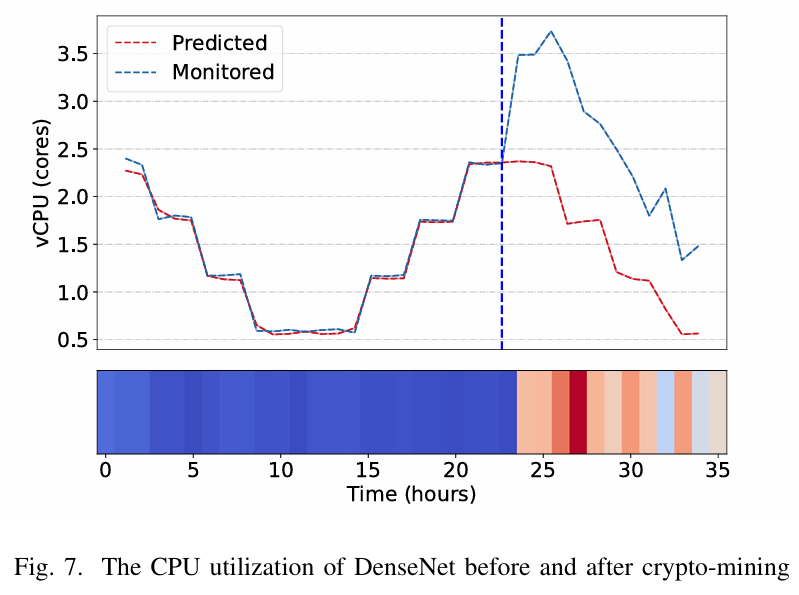 Predicted
Monitored
3.5
3.0
2.5
2.0
1.5
1.0
0.5
vCPU (cores)
0 5 10 15 20 25 30 35
Time (hours)
Fig. 7. The CPU utilization of DenseNet before and after crypto-mining